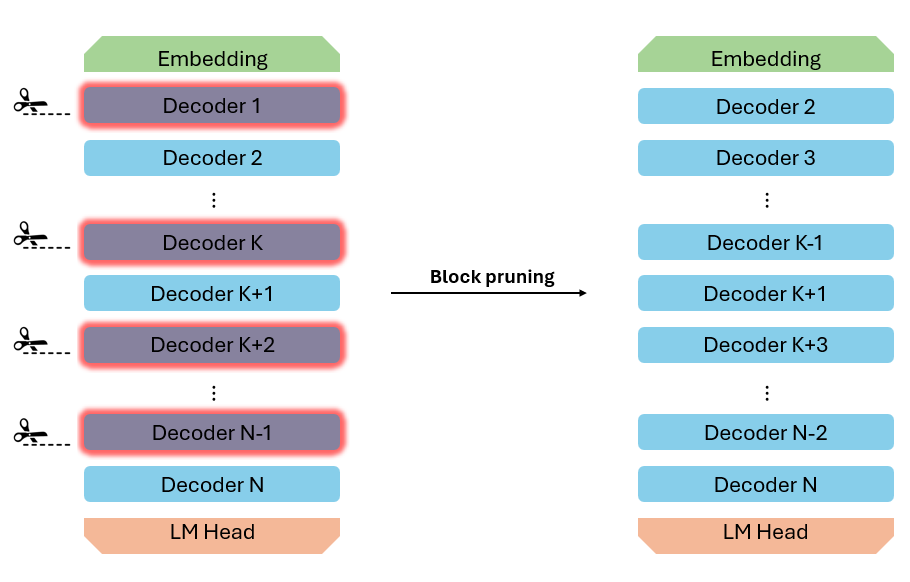 Embedding
Decoder 1
Decoder 2
⋮
Decoder K
Decoder K+1
Decoder K+2
⋮
Decoder N-1
Decoder N
LM Head
Block pruning
Embedding
Decoder 2
Decoder 3
⋮
Decoder K-1
Decoder K+1
Decoder K+3
⋮
Decoder N-2
Decoder N
LM Head